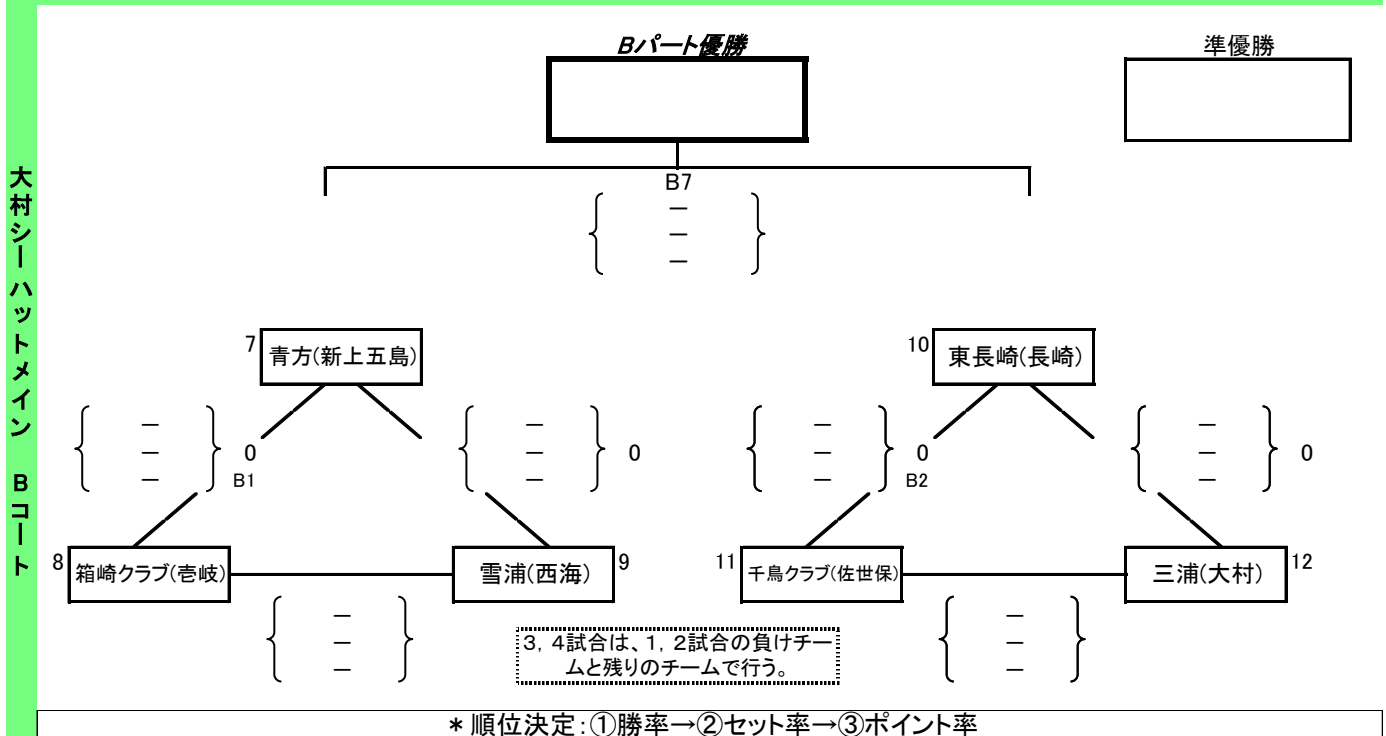 大村シーハットメイン Bコート
Bパート優勝
準優勝
B7
―
―
―
7
青方(新上五島)
10
東長崎(長崎)
―
―
―
0
B1
―
―
―
0
―
―
―
0
B2
―
―
―
0
8
箱崎クラブ(壱岐)
雪浦(西海)
9
11
千鳥クラブ(佐世保)
三浦(大村)
12
―
―
―
3, 4試合は、1, 2試合の負けチー
ムと残りのチームで行う。
―
―
―
* 順位決定:①勝率→②セット率→③ポイント率